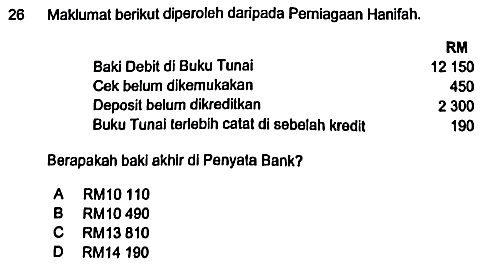 26 Maklumat berikut diperoleh daripada Perniagaan Hanifah.
RM
Baki Debit di Buku Tunai 12 150
Cek belum dikemukakan 450
Deposit belum dikreditkan 2 300
Buku Tunai terlebih catat di sebelah kredit 190
Berapakah baki akhir di Penyata Bank?
A RM10 110
B RM10 490
C RM13 810
D RM14 190